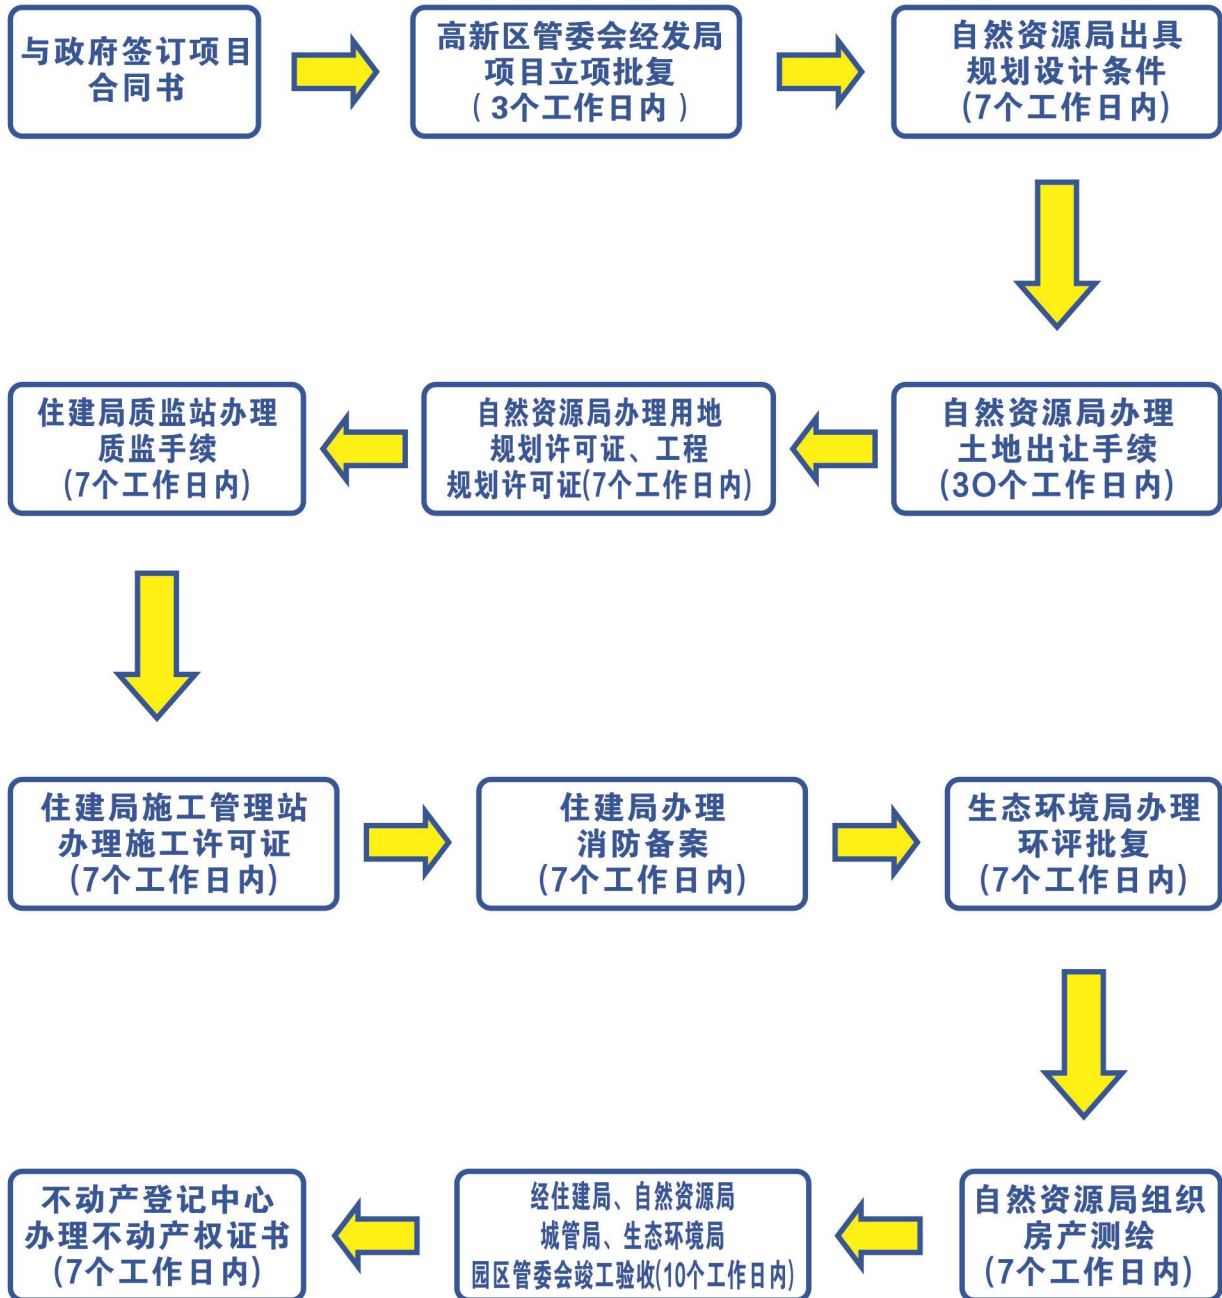 与政府签订项目
合同书
高新区管委会经发局
项目立项批复
(3个工作日内)
自然资源局出具
规划设计条件
(7个工作日内)
自然资源局办理
土地出让手续
(3O个工作日内)
自然资源局办理用地
规划许可证、工程
规划许可证(7个工作日内)
住建局质监站办理
质监手续
(7个工作日内)
住建局施工管理站
办理施工许可证
(7个工作日内)
住建局办理
消防备案
(7个工作日内)
生态环境局办理
环评批复
(7个工作日内)
自然资源局组织
房产测绘
(7个工作日内)
经住建局、自然资源局
城管局、生态环境局
园区管委会竣工验收(10个工作日内)
不动产登记中心
办理不动产权证书
(7个工作日内)